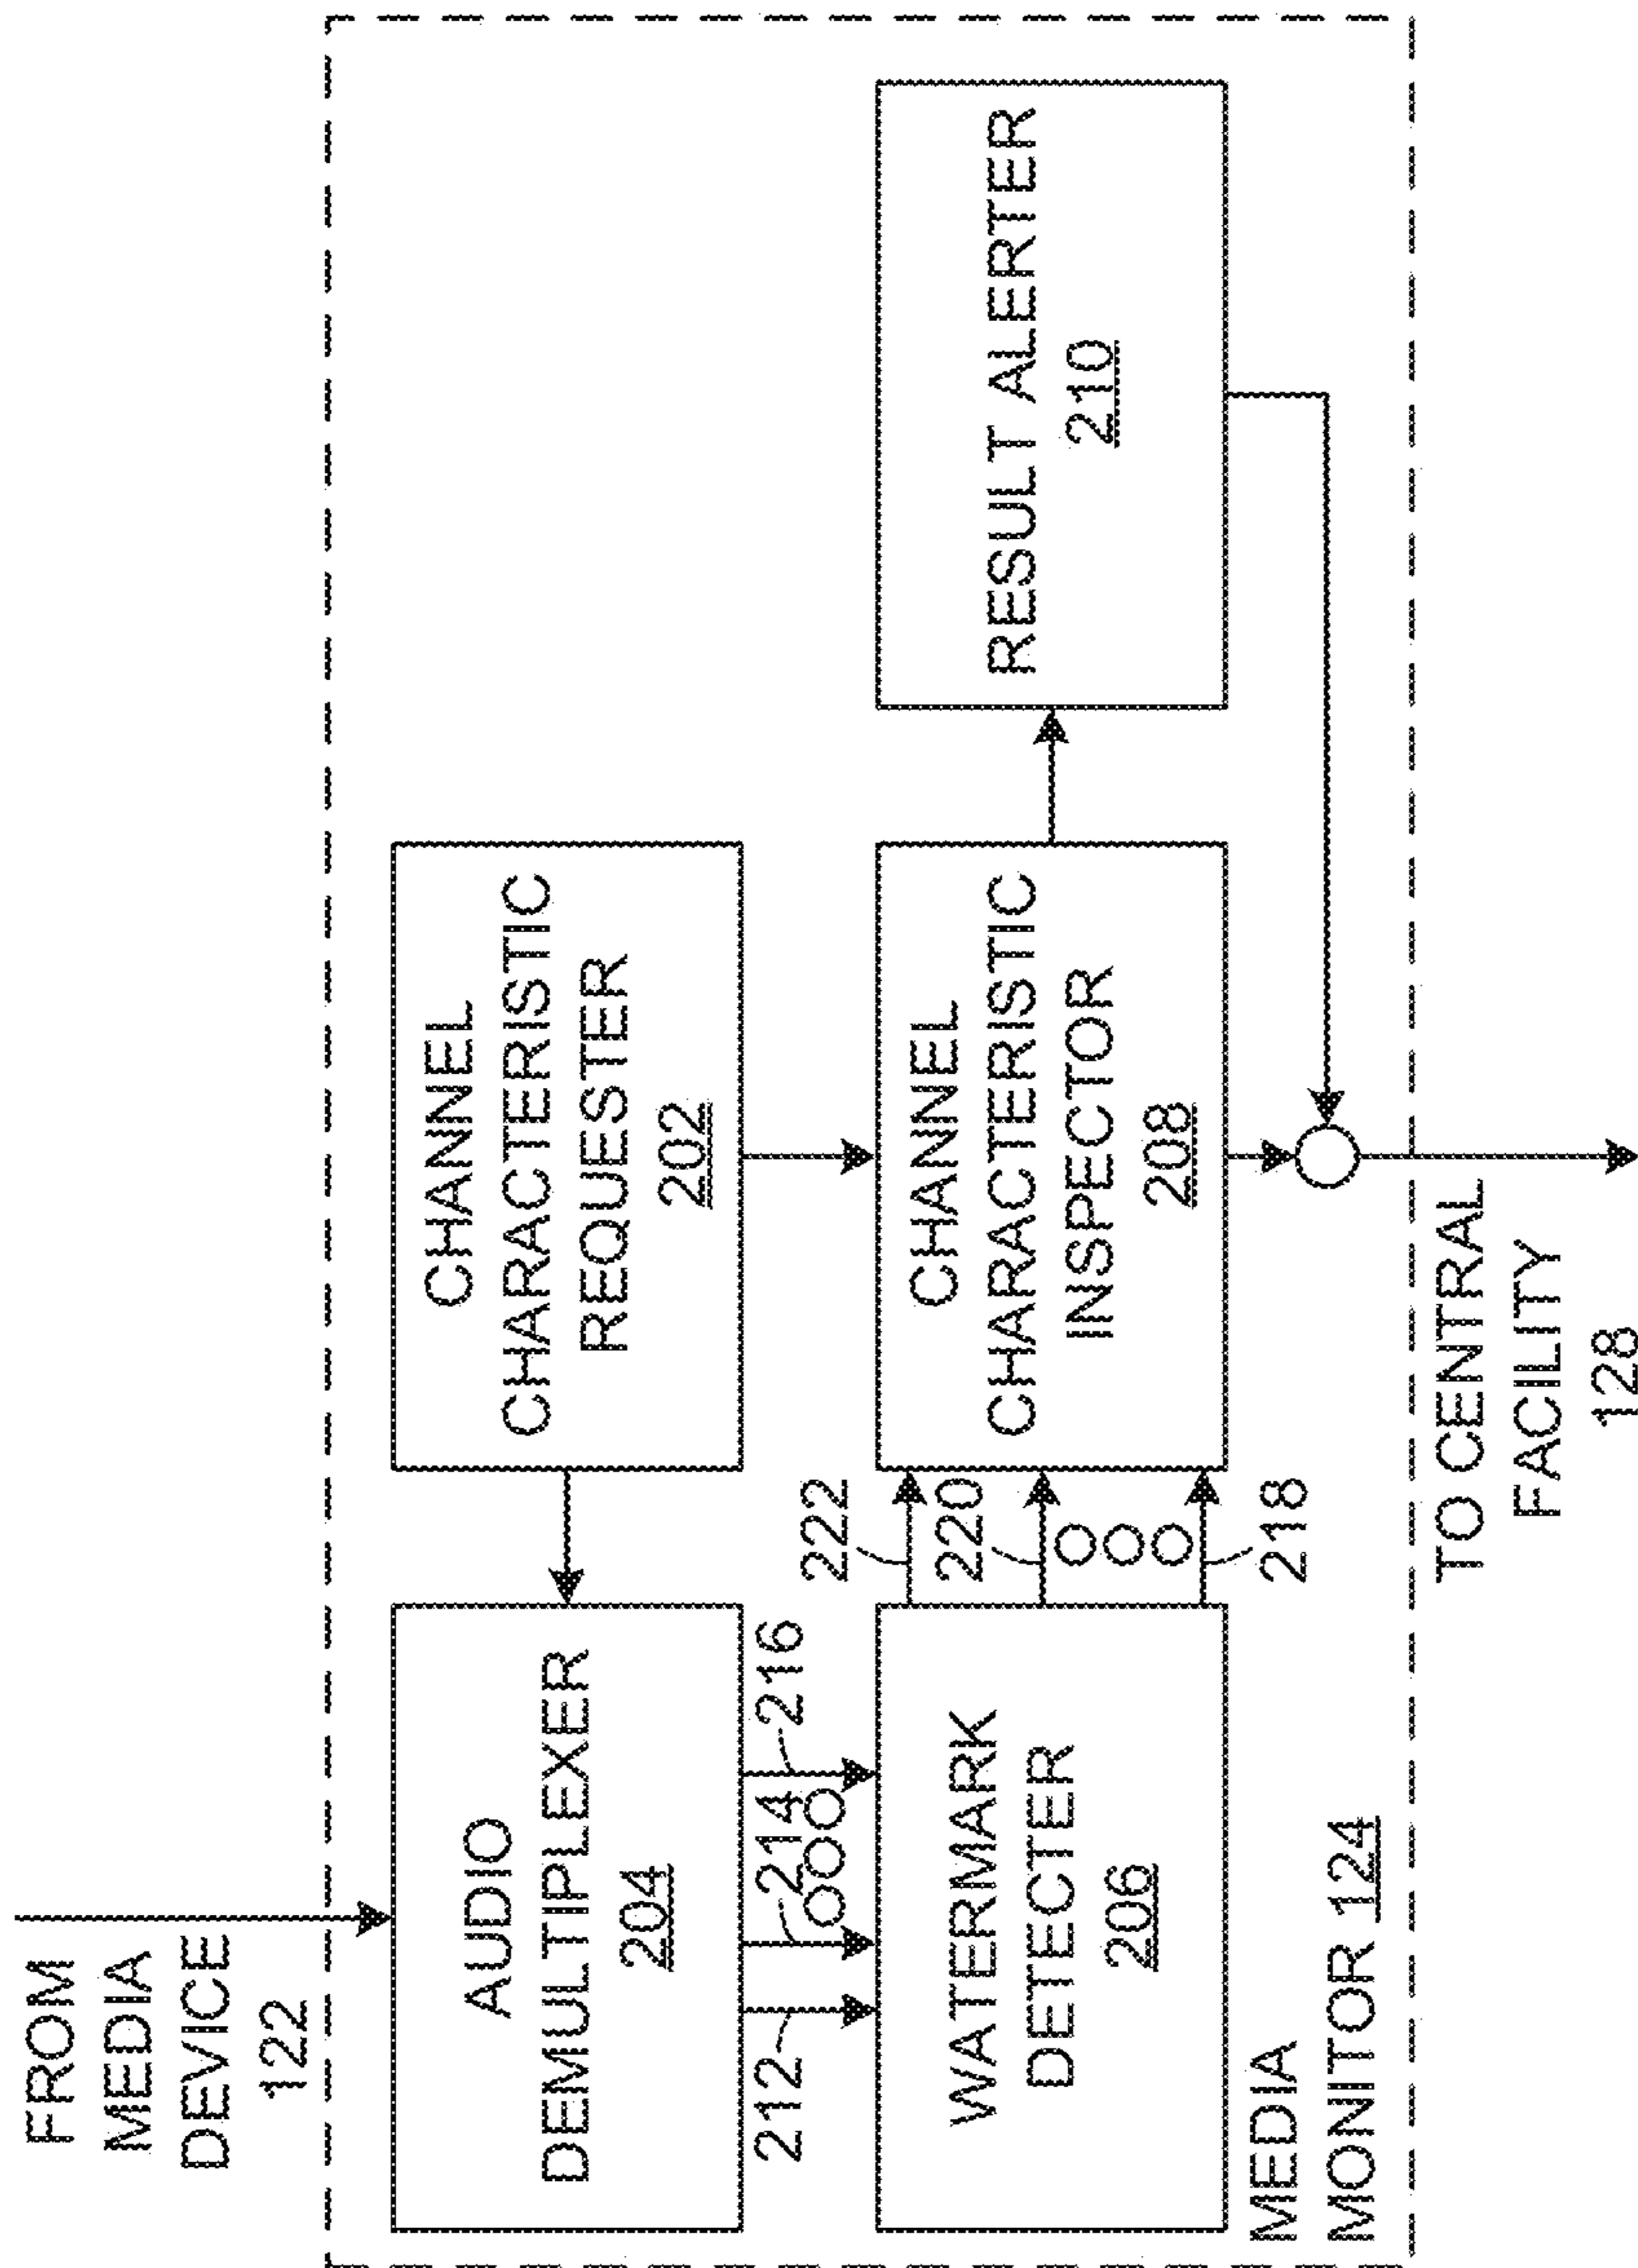 FROM
MEDIA
DEVICE
122
AUDIO
DEMULTIPLEXER
204
CHANNEL
CHARACTERISTIC
REQUESTER
202
212
214
216
WATERMARK
DETECTER
206
222
220
218
CHANNEL
CHARACTERISTIC
INSPECTOR
208
RESULT ALERTER
210
MEDIA
MONITOR 124
TO CENTRAL
FACILITY
128